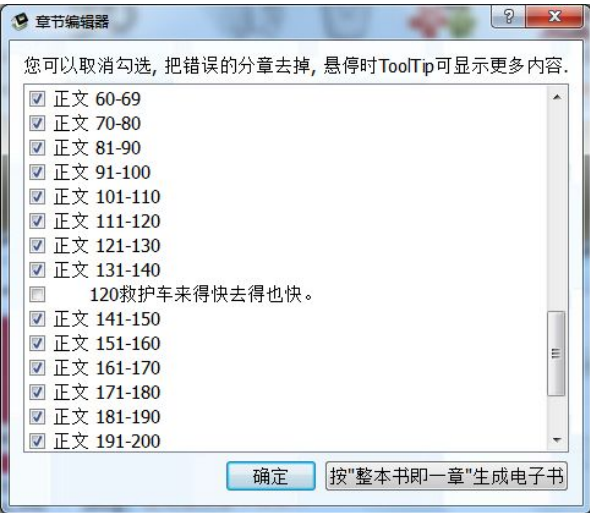 章节编辑器
您可以取消勾选, 把错误的分章去掉, 悬停时ToolTip可显示更多内容.
正文 60-69
正文 70-80
正文 81-90
正文 91-100
正文 101-110
正文 111-120
正文 121-130
正文 131-140
120救护车来得快去得也快。
正文 141-150
正文 151-160
正文 161-170
正文 171-180
正文 181-190
正文 191-200
确定 按"整本书即一章"生成电子书